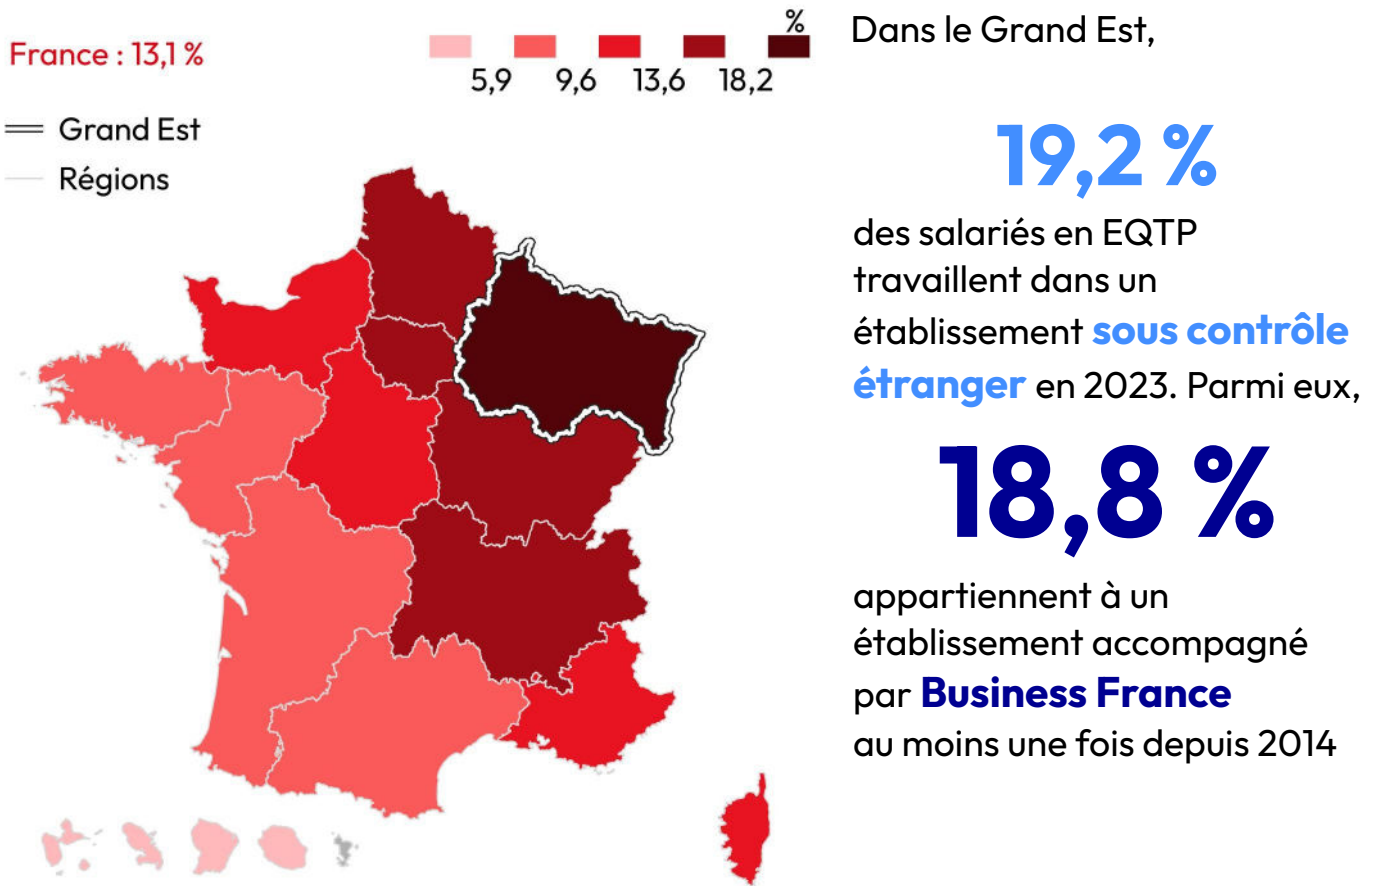 France : 13,1 %
%
5,9 9,6 13,6 18,2
Grand Est
Régions
Dans le Grand Est,
19,2 %
des salariés en EQTP
travaillent dans un
établissement sous contrôle
étranger en 2023. Parmi eux,
18,8 %
appartiennent à un
établissement accompagné
par Business France
au moins une fois depuis 2014